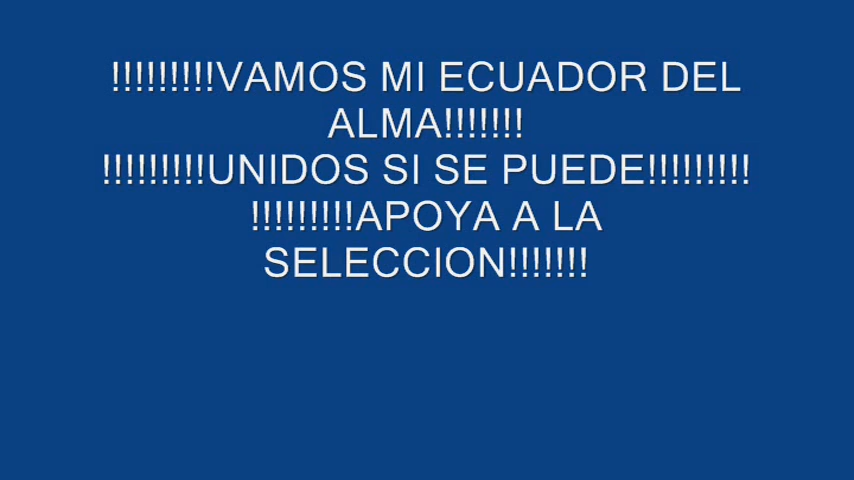 !!!!!!!!!VAMOS MI ECUADOR DEL
ALMA!!!!!!!
!!!!!!!!!UNIDOS SI SE PUEDE!!!!!!!!!
!!!!!!!!!APOYA A LA
SELECCION!!!!!!!